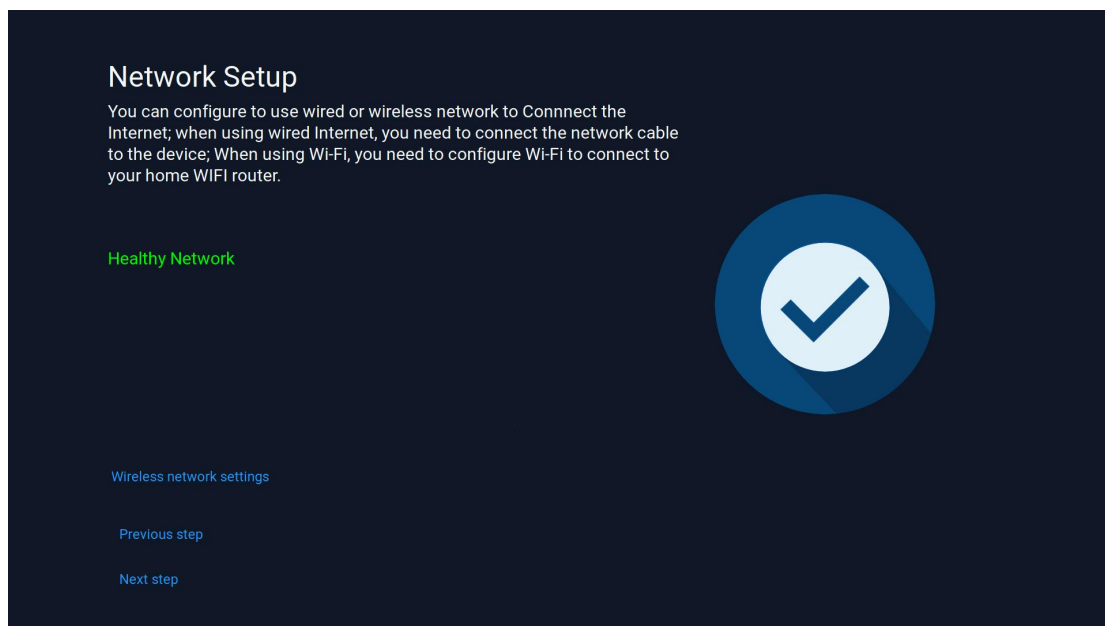 Network Setup
You can configure to use wired or wireless network to Connnect the
Internet; when using wired Internet, you need to connect the network cable
to the device; When using Wi-Fi, you need to configure Wi-Fi to connect to
your home WIFI router.
Healthy Network
Wireless network settings
Previous step
Next step